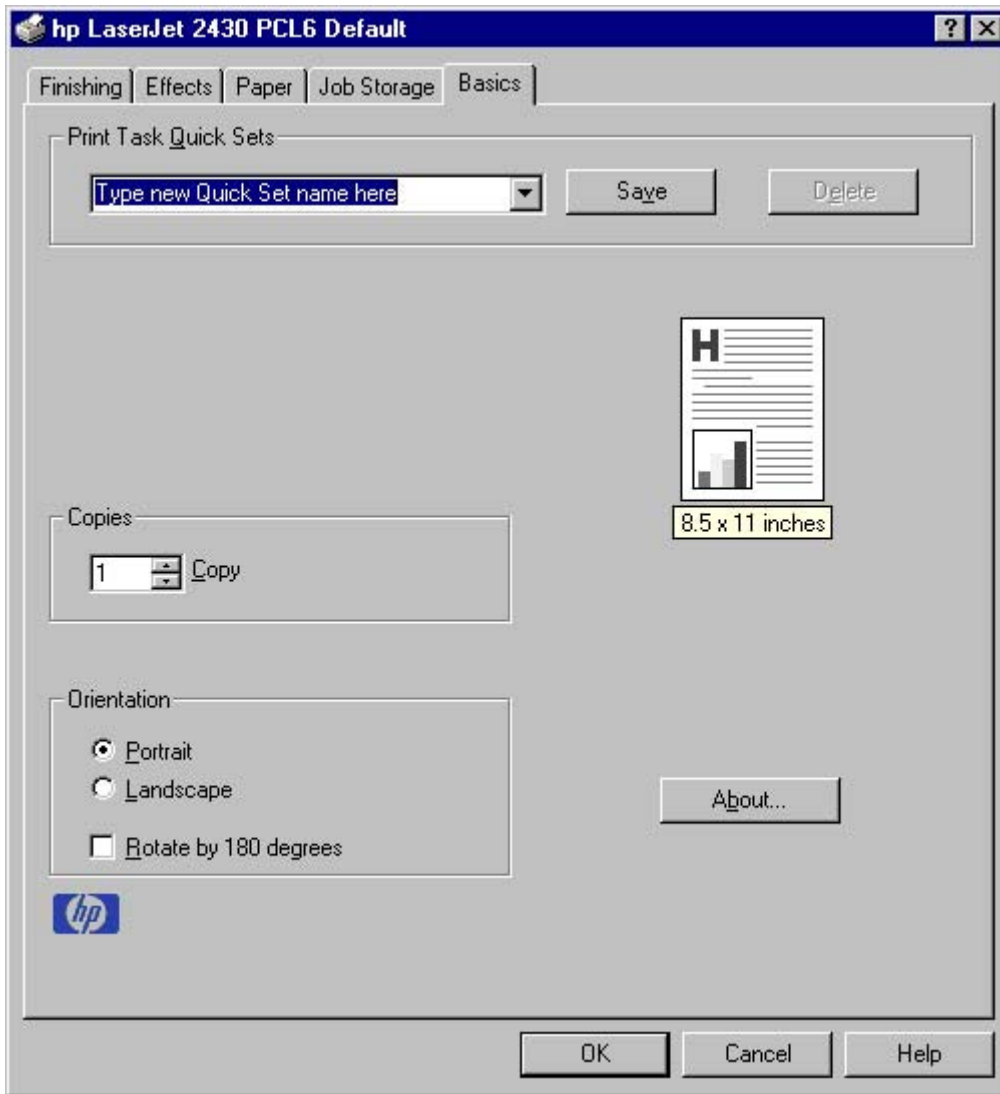 hp LaserJet 2430 PCL6 Default
Finishing Effects Paper Job Storage Basics
Print Task Quick Sets
Type new Quick Set name here Save Delete
H
8.5 x 11 inches
Copies
1 Copy
Orientation
Portrait
Landscape
About...
Rotate by 180 degrees
hp
OK Cancel Help